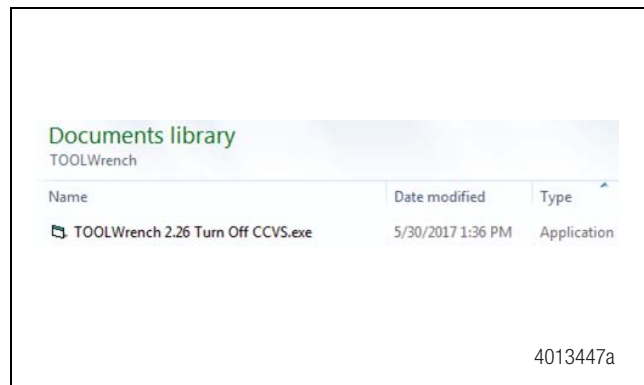 Documents library
TOOLWrench
Name Date modified Type
TOOLWrench 2.26 Turn Off CCVS.exe 5/30/2017 1:36 PM Application
4013447a